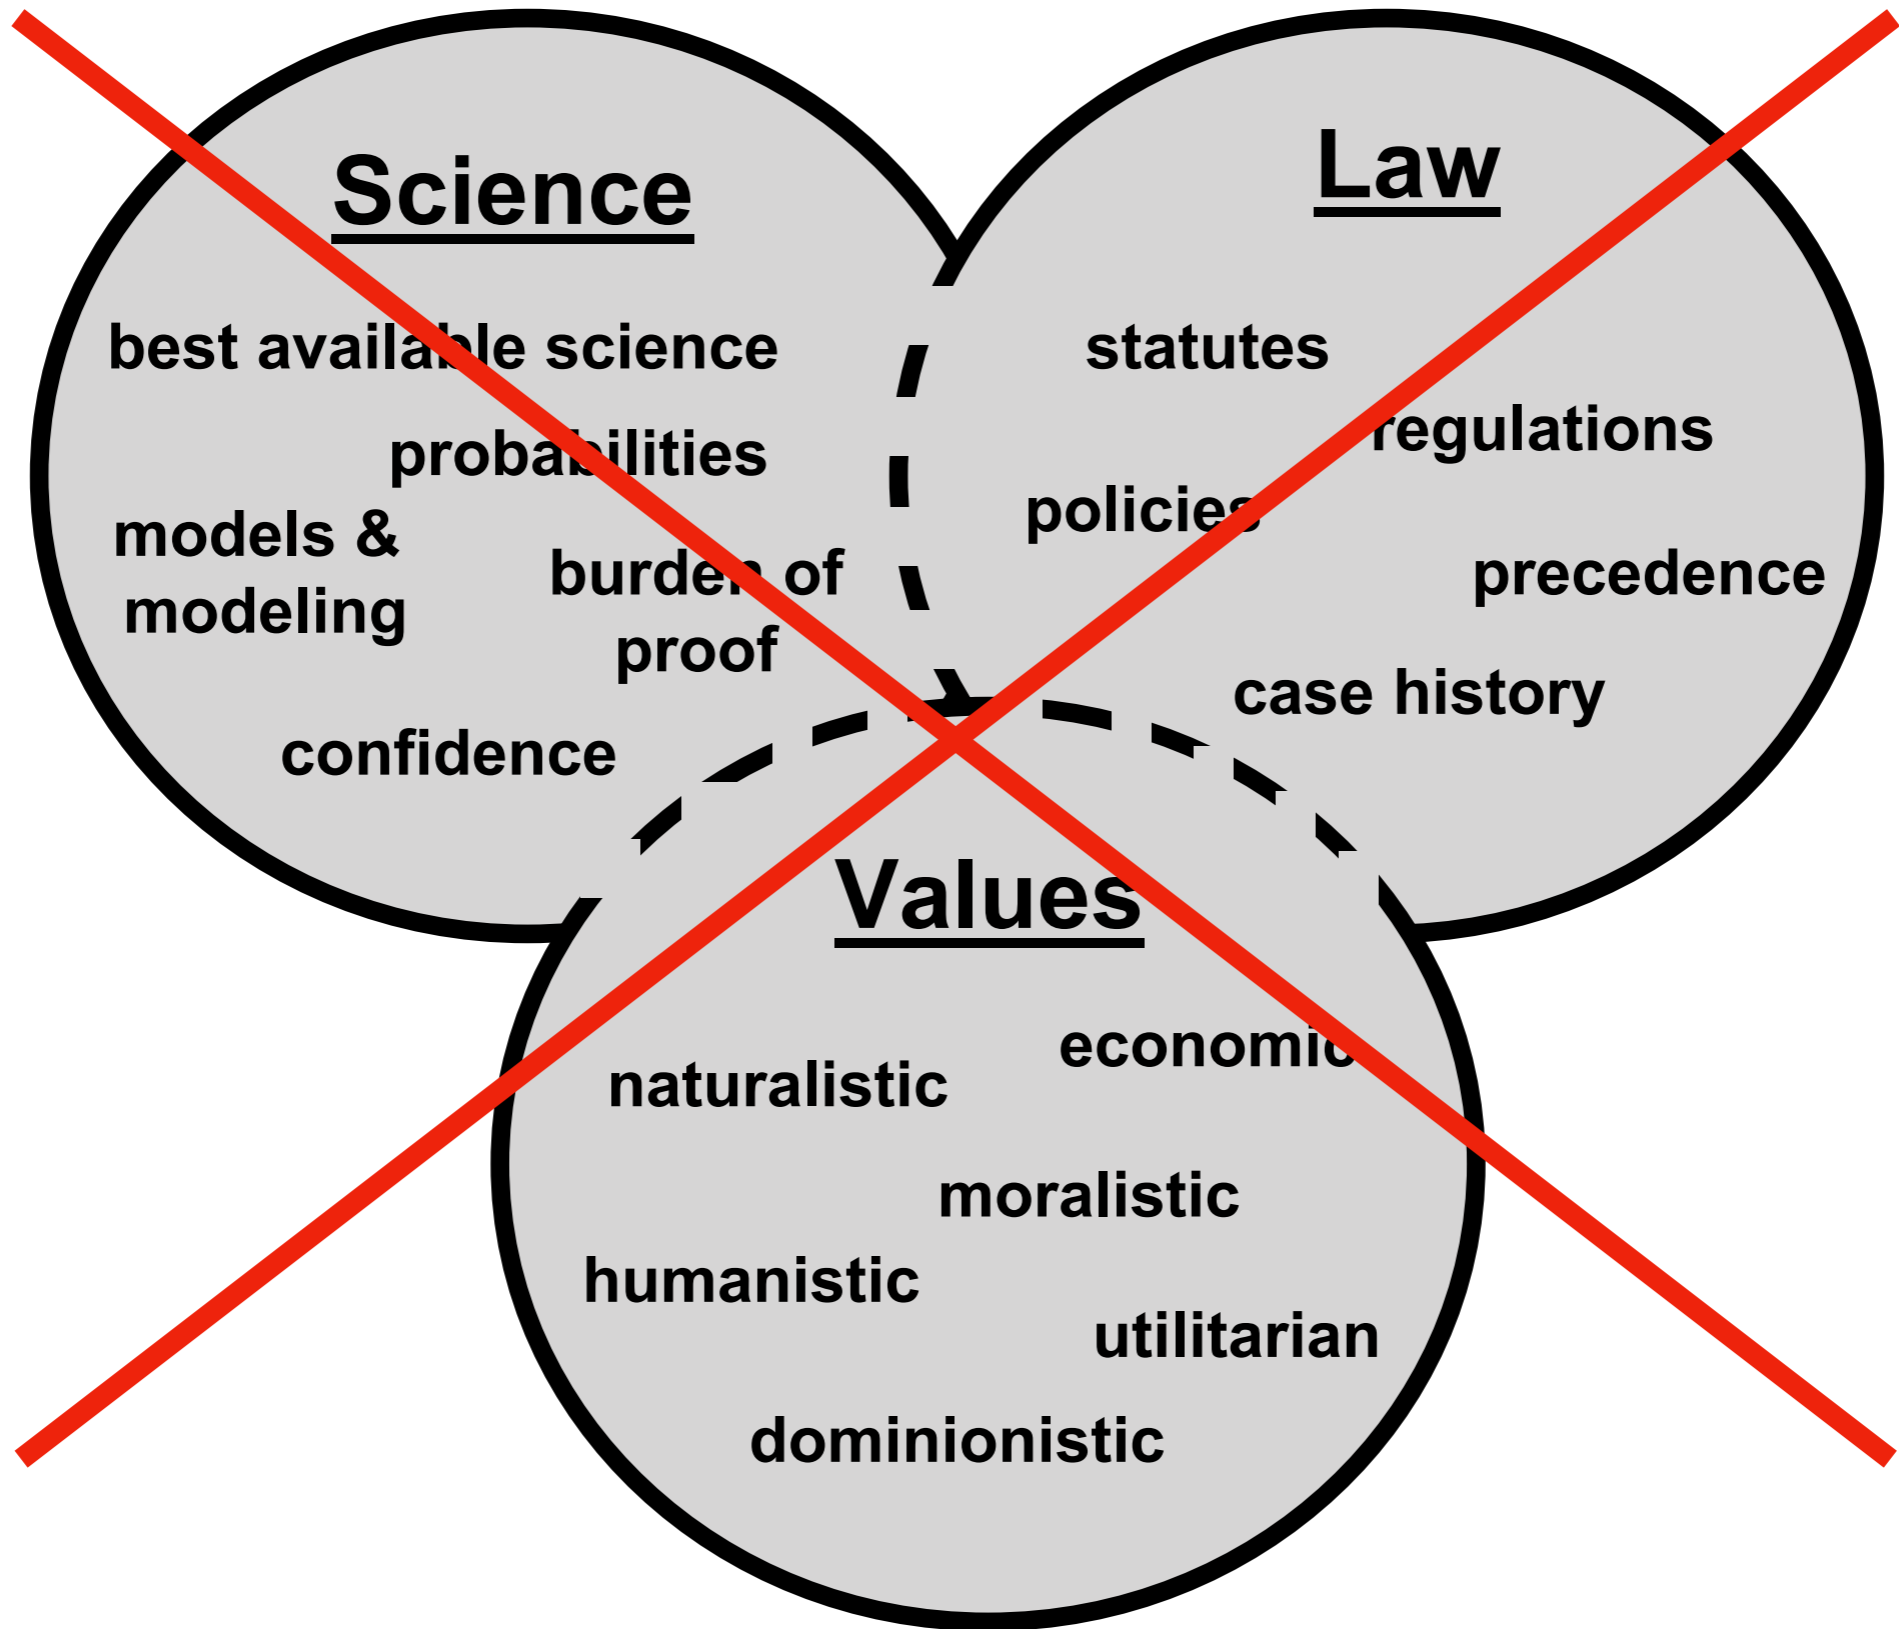 Science
best available science
probabilities
models &
modeling
burden of
proof
confidence
Law
statutes
regulations
policies
precedence
case history
Values
economic
naturalistic
moralistic
humanistic
utilitarian
dominionistic